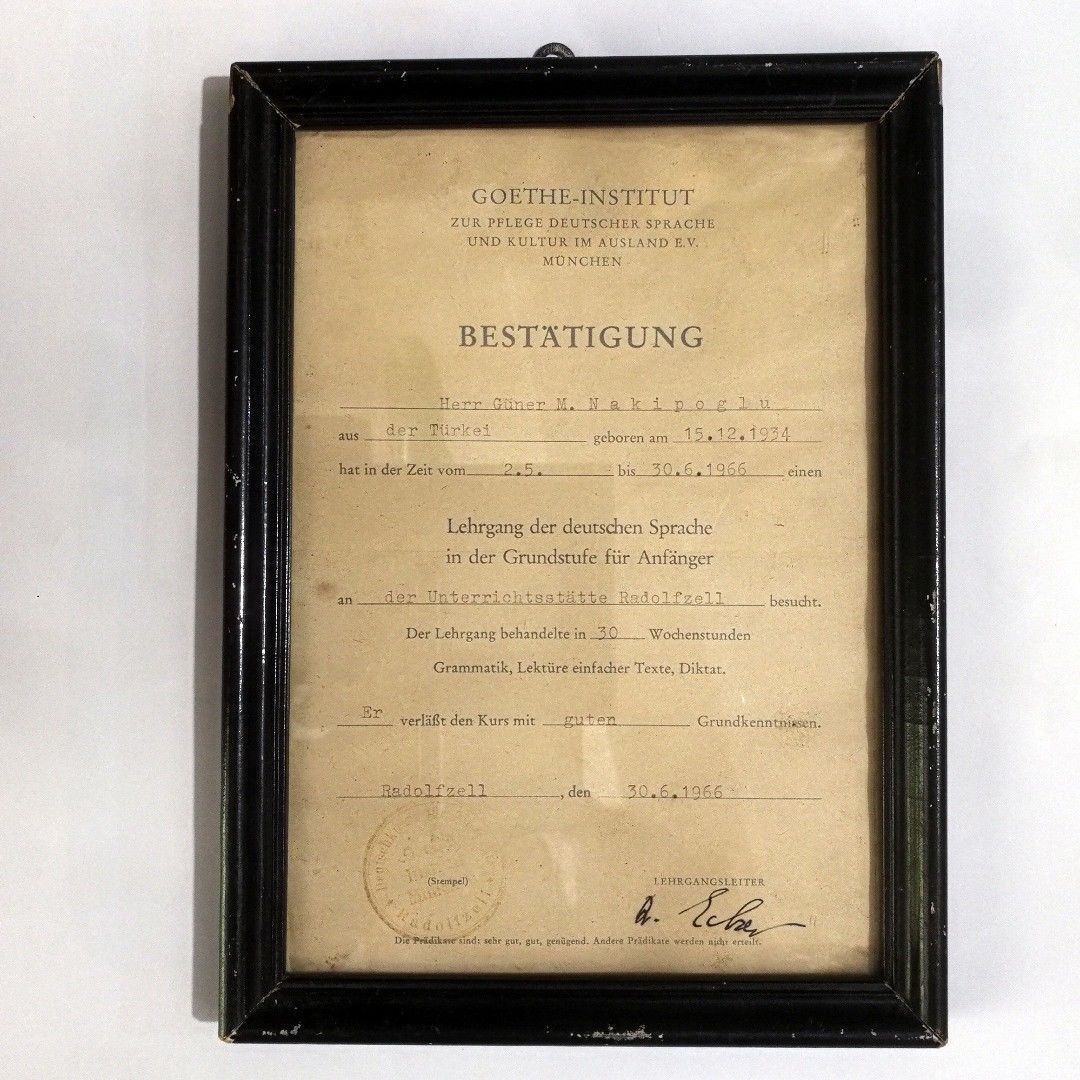 GOETHE-INSTITUT
ZUR PFLEGE DEUTSCHER SPRACHE
UND KULTUR IM AUSLAND E.V.
MÜNCHEN
BESTÄTIGUNG
Herr Güner M. Nakipoglu
aus der Türkei geboren am 15.12.1934
hat in der Zeit vom 2.5. bis 30.6.1966 einen
Lehrgang der deutschen Sprache
in der Grundstufe für Anfänger
an der Unterrichtsstätte Radolfzell besucht.
Der Lehrgang behandelte in 30 Wochenstunden
Grammatik, Lektüre einfacher Texte, Diktat.
Er verläßt den Kurs mit guten Grundkenntnissen.
Radolfzell, den 30.6.1966
Radolfzell
(Stempel) LEHRGANGSLEITER
Die Prädikate sind: sehr gut, gut, genügend. Andere Prädikate werden nicht erteilt.